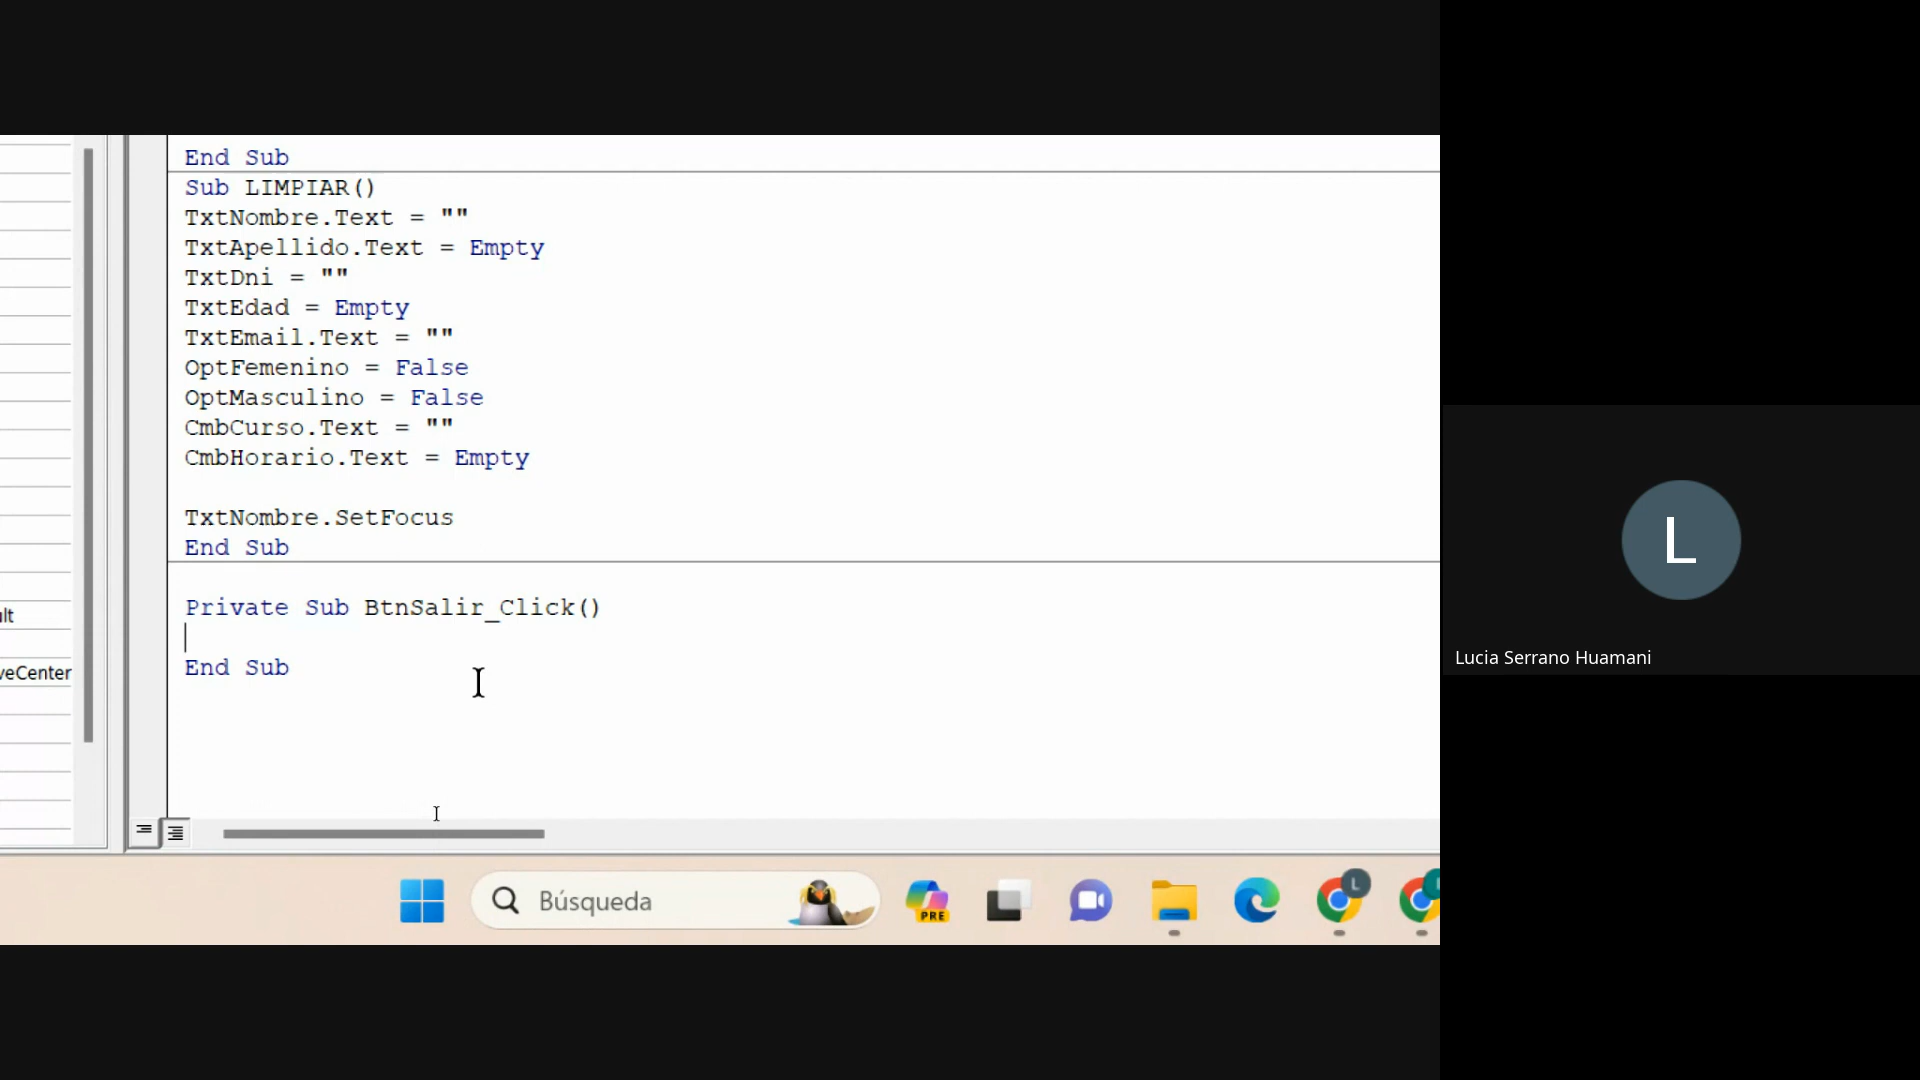 End Sub
Sub LIMPIAR()
TxtNombre.Text = ""
TxtApellido.Text = Empty
TxtDni = ""
TxtEdad = Empty
TxtEmail.Text = ""
OptFemenino = False
OptMasculino = False
CmbCurso.Text = ""
CmbHorario.Text = Empty
TxtNombre.SetFocus
End Sub
Private Sub BtnSalir_Click()
End Sub
ult
veCenter
Búsqueda
PRE
L
L
Lucia Serrano Huamani